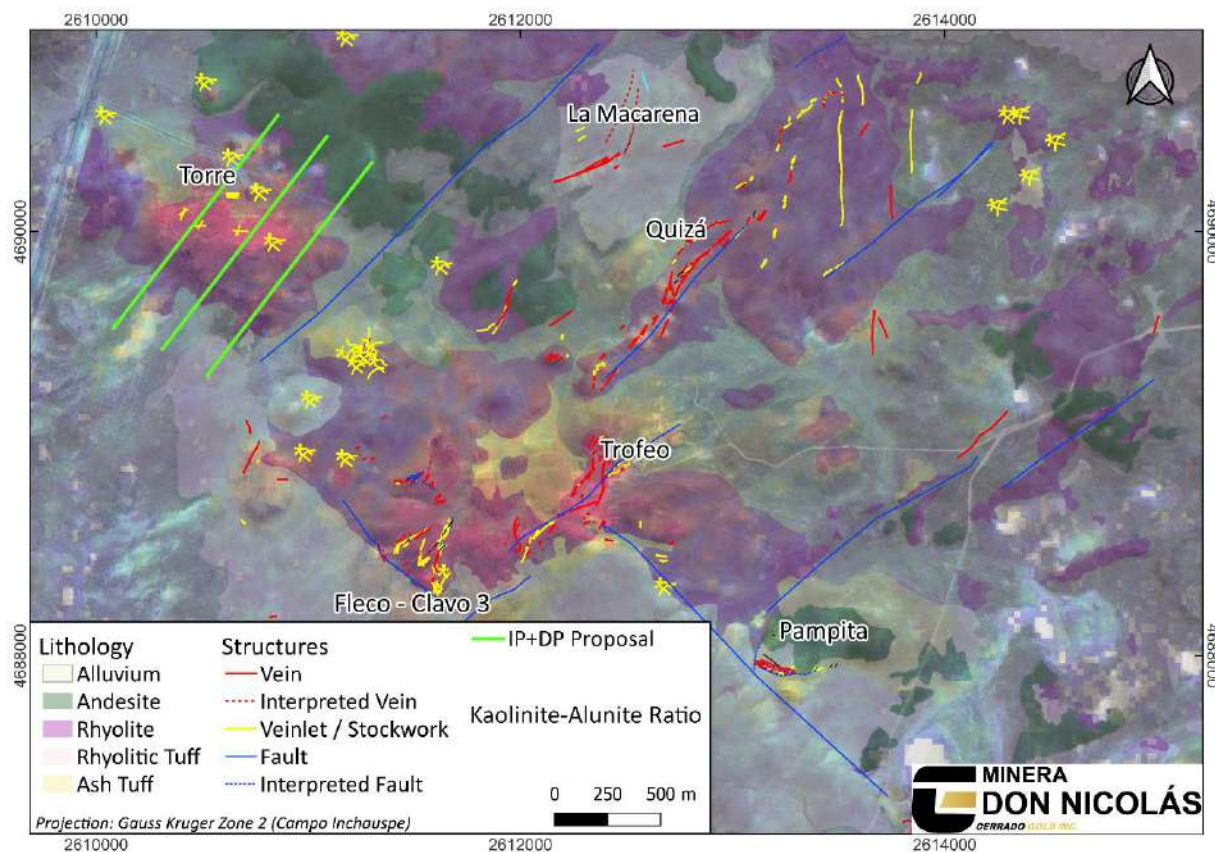 2610000
2612000
2614000
La Macarena
Torre
Quizá
4690000
4690000
Trofeo
Fleco - Clavo 3
Pampita
4688000
4688000
Lithology
Alluvium
Andesite
Rhyolite
Rhyolitic Tuff
Ash Tuff
Structures
Vein
Interpreted Vein
Veinlet / Stockwork
Fault
Interpreted Fault
IP+DP Proposal
Kaolinite-Alunite Ratio
0 250 500 m
Projection: Gauss Kruger Zone 2 (Campo Inchauspe)
MINERA
DON NICOLÁS
CERRADO GOLD INC.
2610000
2612000
2614000